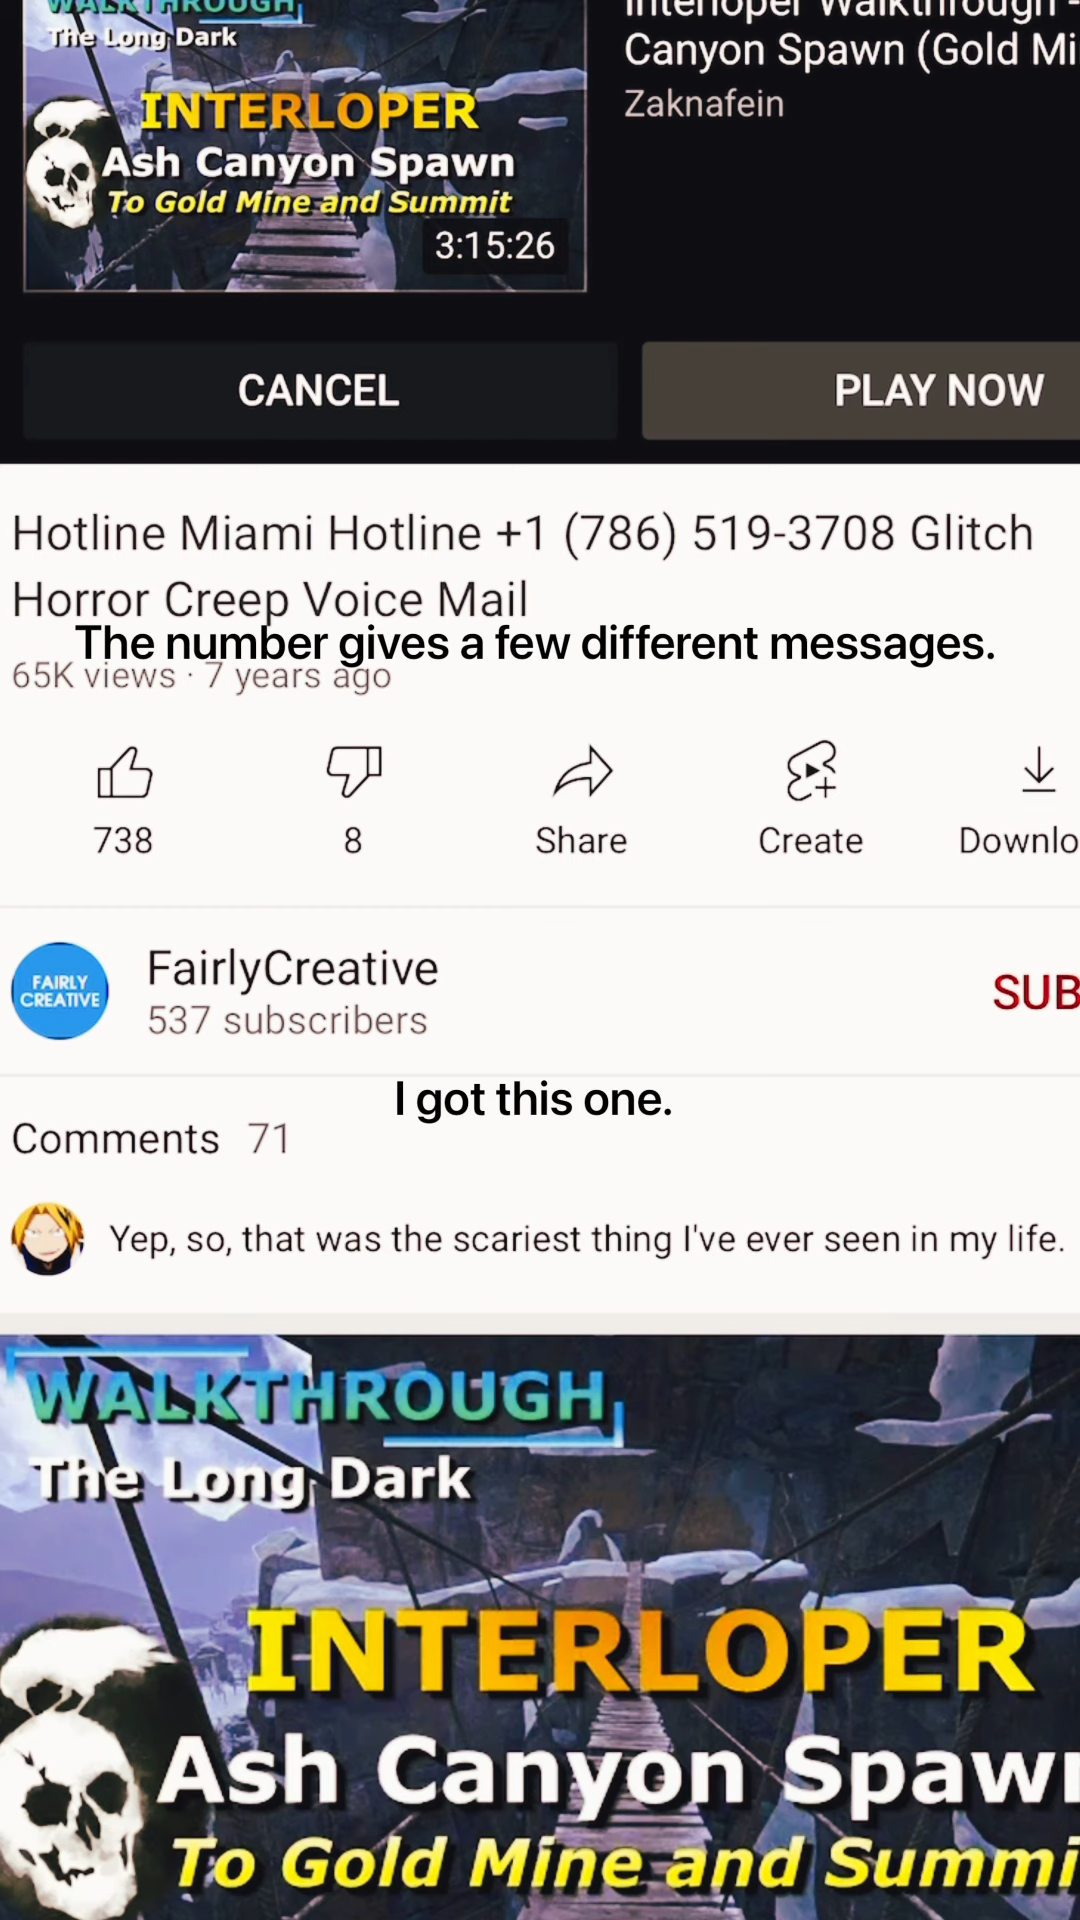 WALKTHROUGH
The Long Dark
INTERLOPER
Ash Canyon Spawn
To Gold Mine and Summit
3:15:26
Interloper Walkthrough -
Canyon Spawn (Gold Mi
Zaknafein
CANCEL
PLAY NOW
Hotline Miami Hotline +1 (786) 519-3708 Glitch
Horror Creep Voice Mail
The number gives a few different messages.
65K views · 7 years ago
738
8
Share
Create
Downlo
FAIRLY
CREATIVE
FairlyCreative
537 subscribers
SUB
I got this one.
Comments 71
Yep, so, that was the scariest thing I've ever seen in my life.
WALKTHROUGH
The Long Dark
INTERLOPER
Ash Canyon Spawn
To Gold Mine and Summi